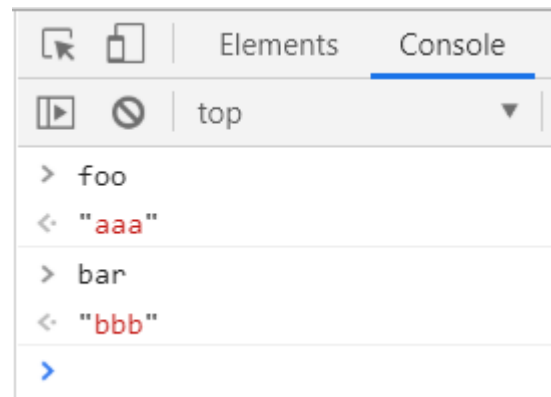 Elements Console
top
> foo
<· "aaa"
> bar
<· "bbb"
>